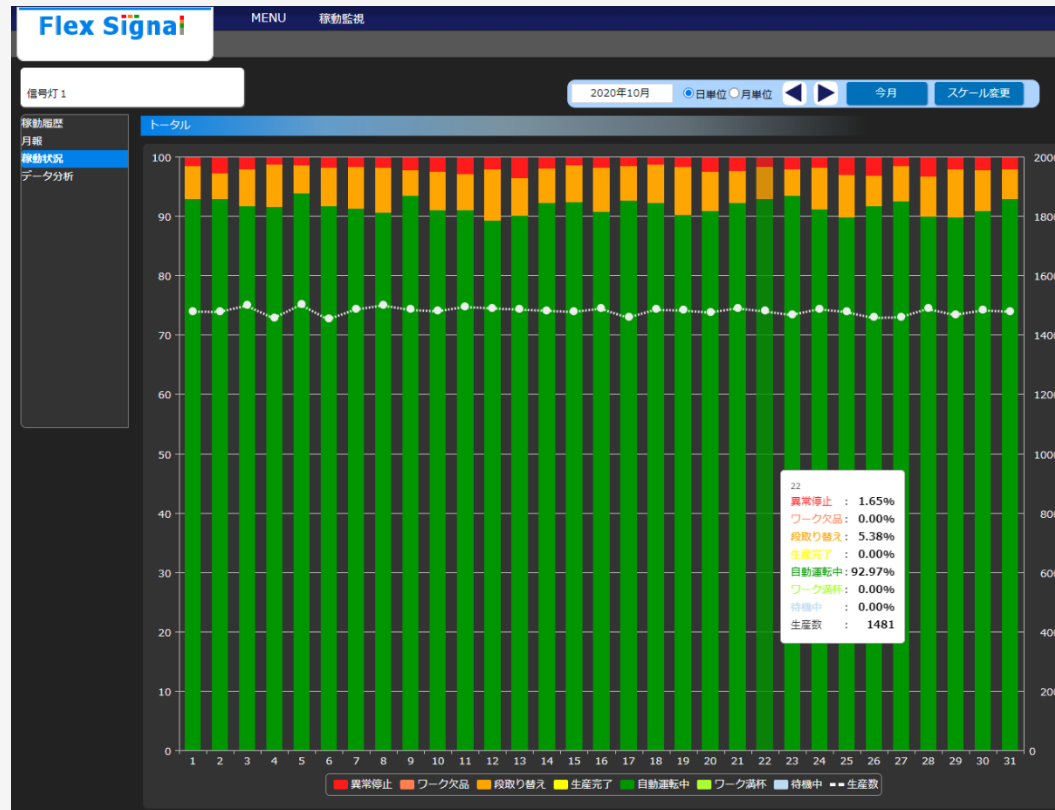 Flex Signal
MENU 稼動監視
信号灯1
2020年10月 日単位 月単位 今月 スケール変更
稼動履歴
月報
稼動状況
データ分析
トータル
100 2000
90 1800
80 1600
70 1400
60 1200
50 1000
40 800
30 600
20 400
10 200
0 0
22
異常停止 : 1.65%
ワーク欠品 : 0.00%
段取り替え : 5.38%
生産完了 : 0.00%
自動運転中 : 92.97%
ワーク満杯 : 0.00%
待機中 : 0.00%
生産数 : 1481
1 2 3 4 5 6 7 8 9 10 11 12 13 14 15 16 17 18 19 20 21 22 23 24 25 26 27 28 29 30 31
異常停止 ワーク欠品 段取り替え 生産完了 自動運転中 ワーク満杯 待機中 生産数